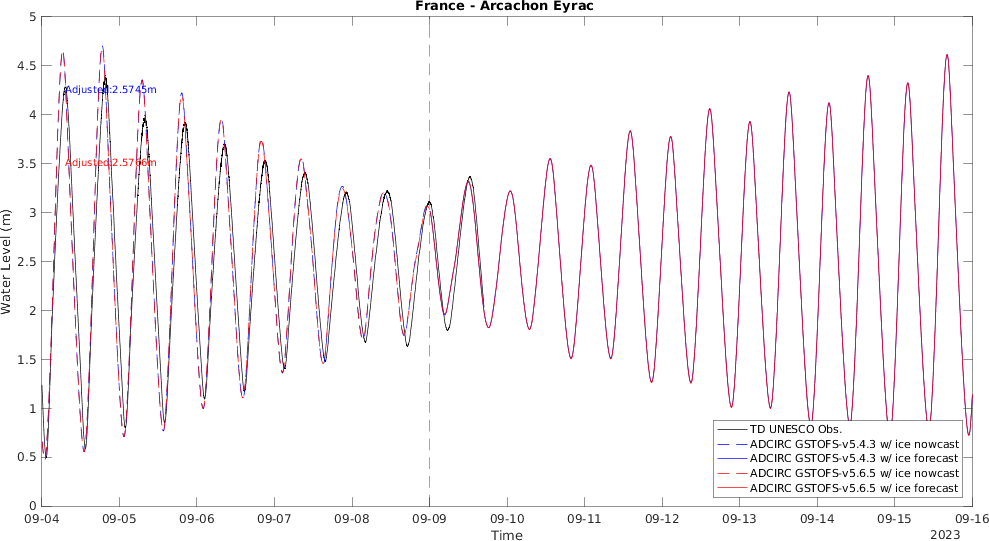 France - Arcachon Eyrac
5
4.5
4
3.5
3
2.5
2
1.5
1
0.5
0
Water Level (m)
Adjusted:2.5745m
Adjusted:2.5766m
TD UNESCO Obs.
ADCIRC GSTOFS-v5.4.3 w/ ice nowcast
ADCIRC GSTOFS-v5.4.3 w/ ice forecast
ADCIRC GSTOFS-v5.6.5 w/ ice nowcast
ADCIRC GSTOFS-v5.6.5 w/ ice forecast
09-04 09-05 09-06 09-07 09-08 09-09 09-10 09-11 09-12 09-13 09-14 09-15 09-16
Time
2023